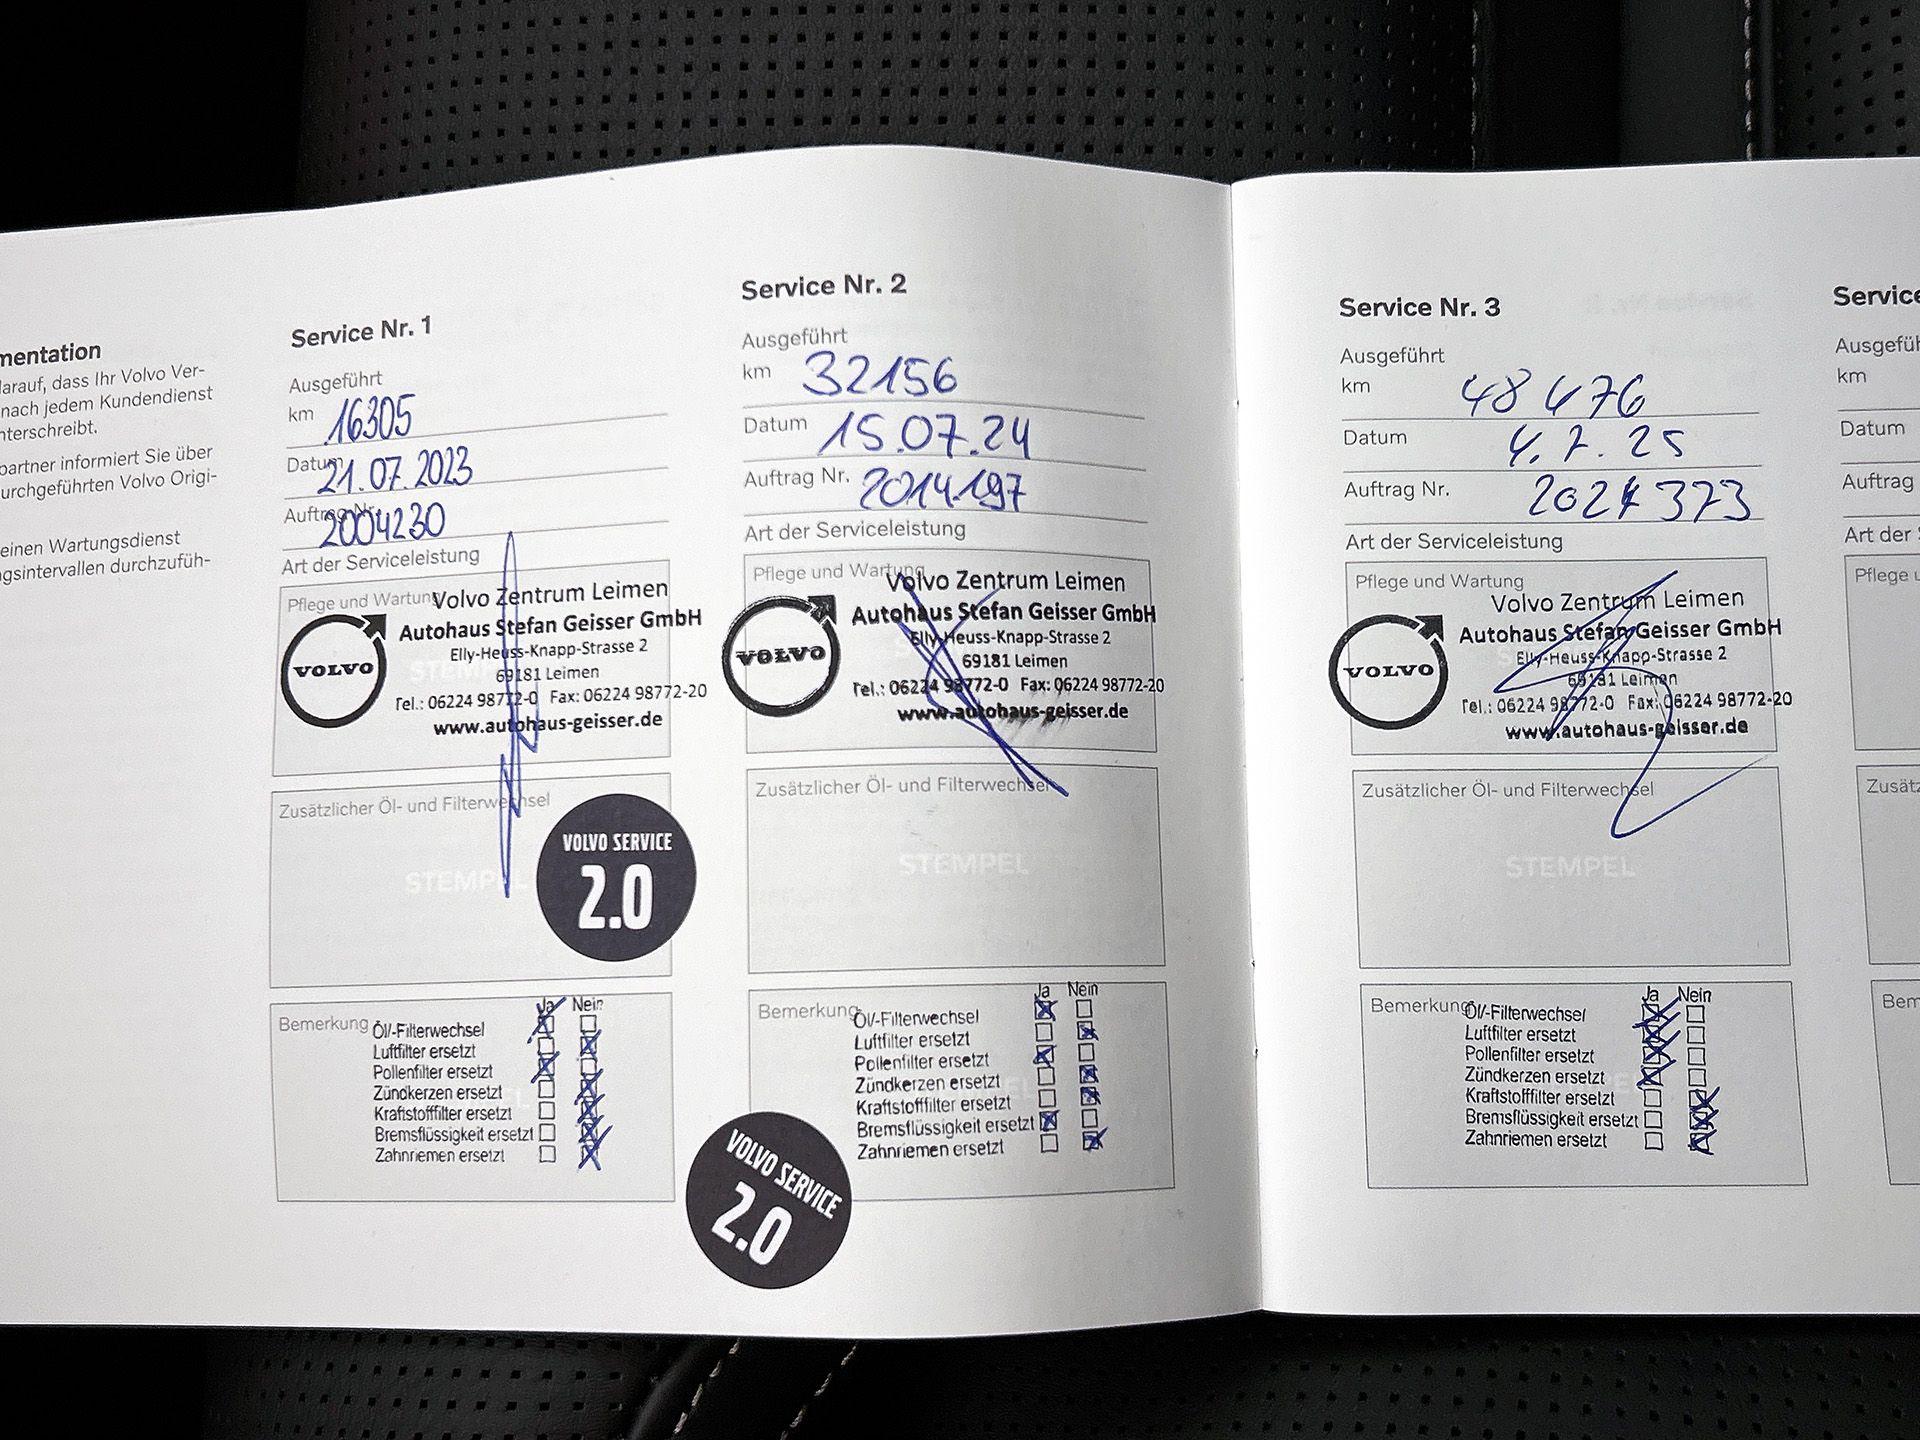 mentation
darauf, dass Ihr Volvo Ver-
nach jedem Kundendienst
nterschreibt.
partner informiert Sie über
urchgeführten Volvo Origi-
einen Wartungsdienst
gsintervallen durchzufüh-
Service Nr. 1
Ausgeführt
km 16305
Datum 21.07.2023
Auftrag Nr. 2004230
Art der Serviceleistung
Pflege und Wartung
Volvo Zentrum Leimen
Autohaus Stefan Geisser GmbH
Elly-Heuss-Knapp-Strasse 2
69181 Leimen
Tel.: 06224 98772-0 Fax: 06224 98772-20
www.autohaus-geisser.de
VOLVO
STEMPEL
Zusätzlicher Öl- und Filterwechsel
STEMPEL
VOLVO SERVICE
2.0
Bemerkung
Ja Nein
Öl/-Filterwechsel
Luftfilter ersetzt
Pollenfilter ersetzt
Zündkerzen ersetzt
Kraftstofffilter ersetzt
Bremsflüssigkeit ersetzt
Zahnriemen ersetzt
Service Nr. 2
Ausgeführt
km 32156
Datum 15.07.24
Auftrag Nr. 2014197
Art der Serviceleistung
Pflege und Wartung
Volvo Zentrum Leimen
Autohaus Stefan Geisser GmbH
Elly-Heuss-Knapp-Strasse 2
69181 Leimen
Tel.: 06224 98772-0 Fax: 06224 98772-20
www.autohaus-geisser.de
VOLVO
Zusätzlicher Öl- und Filterwechsel
STEMPEL
Bemerkung
Ja Nein
Öl/-Filterwechsel
Luftfilter ersetzt
Pollenfilter ersetzt
Zündkerzen ersetzt
Kraftstofffilter ersetzt
Bremsflüssigkeit ersetzt
Zahnriemen ersetzt
VOLVO SERVICE
2.0
Service Nr. 3
Ausgeführt
km 48476
Datum 4.7.25
Auftrag Nr. 2024373
Art der Serviceleistung
Pflege und Wartung
Volvo Zentrum Leimen
Autohaus Stefan Geisser GmbH
Elly-Heuss-Knapp-Strasse 2
69181 Leimen
Tel.: 06224 98772-0 Fax: 06224 98772-20
www.autohaus-geisser.de
VOLVO
Zusätzlicher Öl- und Filterwechsel
STEMPEL
Bemerkung
Ja Nein
Öl/-Filterwechsel
Luftfilter ersetzt
Pollenfilter ersetzt
Zündkerzen ersetzt
Kraftstofffilter ersetzt
Bremsflüssigkeit ersetzt
Zahnriemen ersetzt
Service
Ausgefüh
km
Datum
Auftrag
Art der
Pflege u
Zusätz
Bem